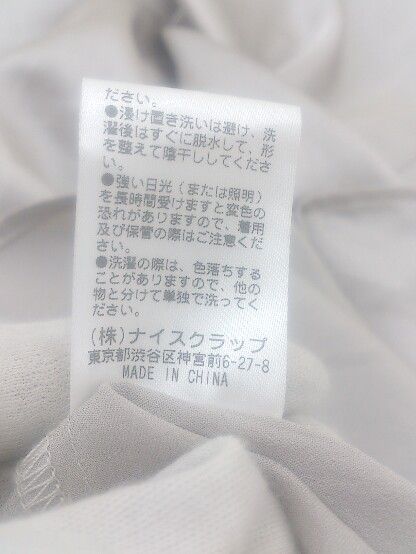 ださい。
●浸け置き洗いは避け、洗
濯後はすぐに脱水して、形
を整えて陰干ししてくださ
い。
●強い日光(または照明)
を長時間受けますと変色の
恐れがありますので、着用
及び保管の際はご注意くだ
さい。
●洗濯の際は、色落ちする
ことがありますので、他の
物と分けて単独で洗ってく
ださい。
(株)ナイスクラップ
東京都渋谷区神宮前6-27-8
MADE IN CHINA